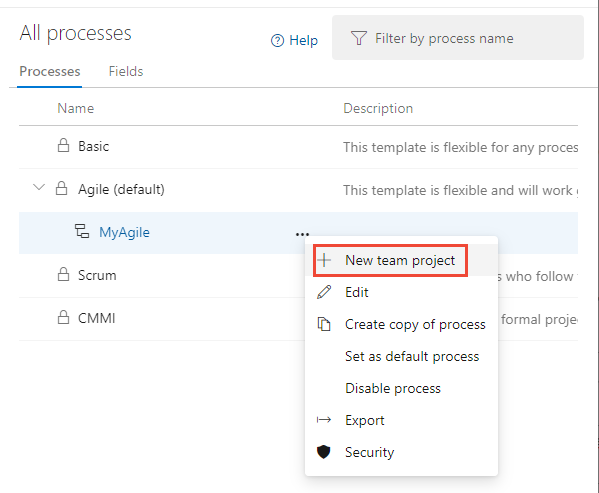 All processes
Help
Filter by process name
Processes
Fields
Name
Description
Basic
This template is flexible for any proces
Agile (default)
This template is flexible and will work
MyAgile
...
New team project
Scrum
s who follow
Edit
CMMI
Create copy of process
formal projec
Set as default process
Disable process
Export
Security